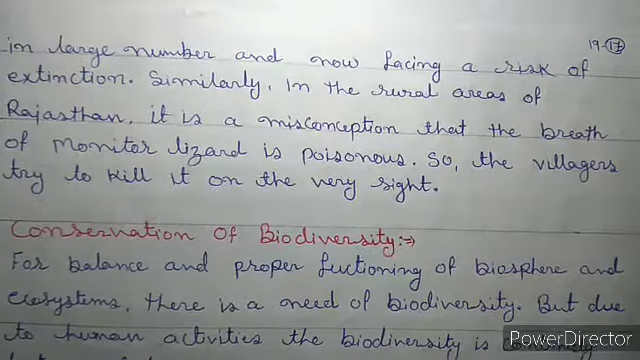 19-17
in large number and now facing a risk of
extinction. Similarly, in the rural areas of
Rajasthan, it is a misconception that the breath
of monitor lizard is poisonous. So, the villagers
try to kill it on the very sight.
Conservation of Biodiversity:⇒
For balance and proper fuctioning of biosphere and
ecosystems, there is a need of biodiversity. But due
to human activities the biodiversity is
PowerDirector